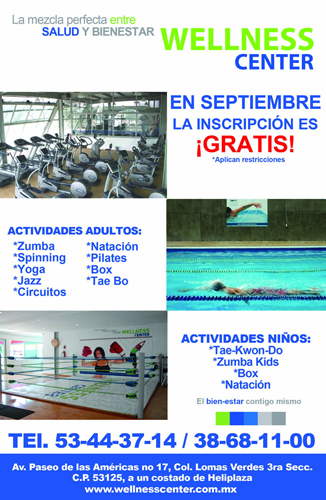 La mezcla perfecta entre
SALUD Y BIENESTAR
WELLNESS
CENTER
EN SEPTIEMBRE
LA INSCRIPCIÓN ES
¡GRATIS!
*Aplican restricciones
ACTIVIDADES ADULTOS:
*Zumba
*Spinning
*Yoga
*Jazz
*Circuitos
*Natación
*Pilates
*Box
*Tae Bo
WELLNESS
CENTER
ACTIVIDADES NIÑOS:
*Tae-Kwon-Do
*Zumba Kids
*Box
*Natación
El bien-estar contigo mismo
TEl. 53-44-37-14 / 38-68-11-00
Av. Paseo de las Américas no 17, Col. Lomas Verdes 3ra Secc.
C.P. 53125, a un costado de Heliplaza
www.wellnesscenter.com.mx